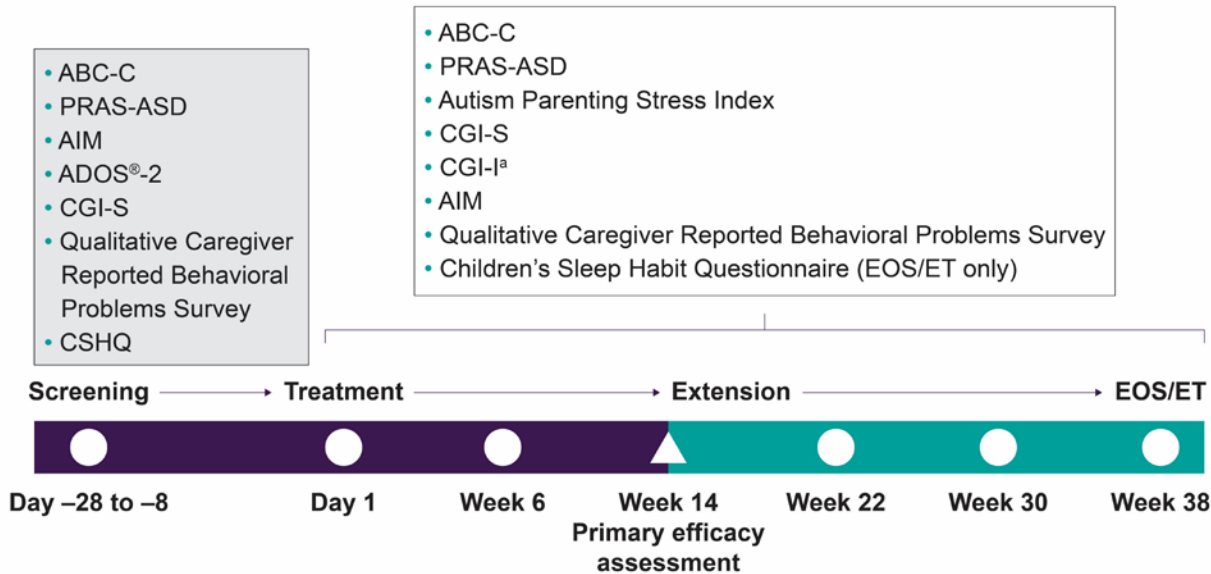 • ABC-C
• PRAS-ASD
• AIM
• ADOS®-2
• CGI-S
• Qualitative Caregiver
Reported Behavioral
Problems Survey
• CSHQ
• ABC-C
• PRAS-ASD
• Autism Parenting Stress Index
• CGI-S
• CGI-Iᵃ
• AIM
• Qualitative Caregiver Reported Behavioral Problems Survey
• Children’s Sleep Habit Questionnaire (EOS/ET only)
Screening Treatment Extension EOS/ET
Day –28 to –8 Day 1 Week 6 Week 14 Week 22 Week 30 Week 38
Primary efficacy
assessment